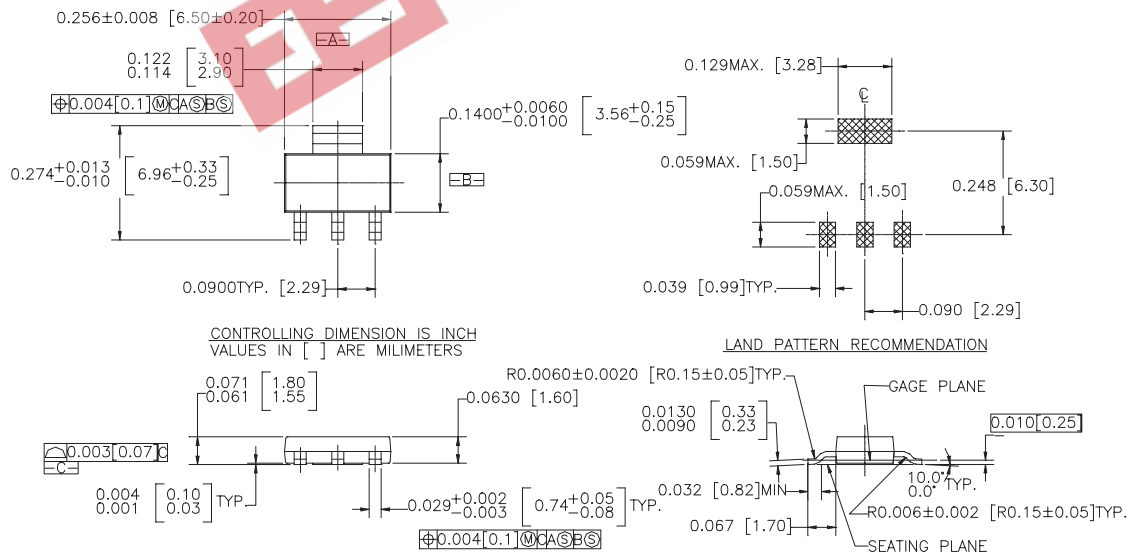 0.256±0.008 [6.50±0.20]
-A-
0.122 [3.10
0.114 2.90]
⌖0.004[0.1]ⓂCAⓈBⓈ
0.1400+0.0060 -0.0100 [3.56+0.15 -0.25]
0.274+0.013 -0.010 [6.96+0.33 -0.25]
-B-
0.0900TYP. [2.29]
CONTROLLING DIMENSION IS INCH
VALUES IN [ ] ARE MILIMETERS
0.129MAX. [3.28]
℄
0.059MAX. [1.50]
0.059MAX. [1.50]
0.248 [6.30]
0.039 [0.99]TYP.
0.090 [2.29]
LAND PATTERN RECOMMENDATION
0.071 [1.80
0.061 1.55]
0.0630 [1.60]
⌓0.003[0.07]C
-C-
0.004 [0.10
0.001 0.03] TYP.
0.029+0.002 -0.003 [0.74+0.05 -0.08] TYP.
⌖0.004[0.1]ⓂCAⓈBⓈ
R0.0060±0.0020 [R0.15±0.05]TYP.
GAGE PLANE
0.0130 [0.33
0.0090 0.23]
0.010[0.25]
10.0°
0.0° TYP.
0.032 [0.82]MIN
R0.006±0.002 [R0.15±0.05]TYP.
0.067 [1.70]
SEATING PLANE